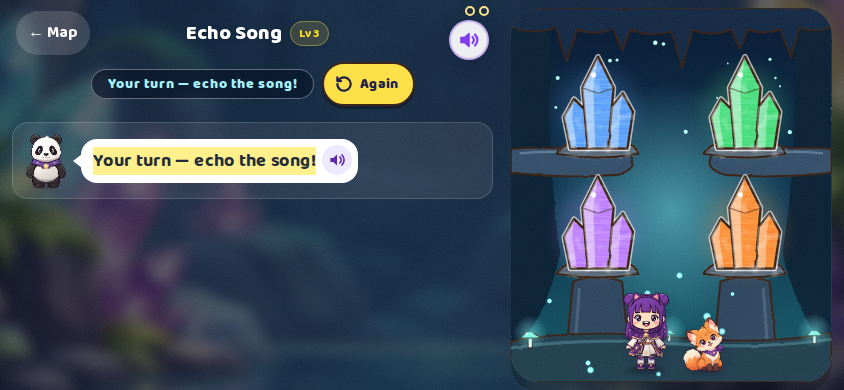 ← Map
Echo Song
Lv 3
Your turn — echo the song!
Again
Your turn — echo the song!